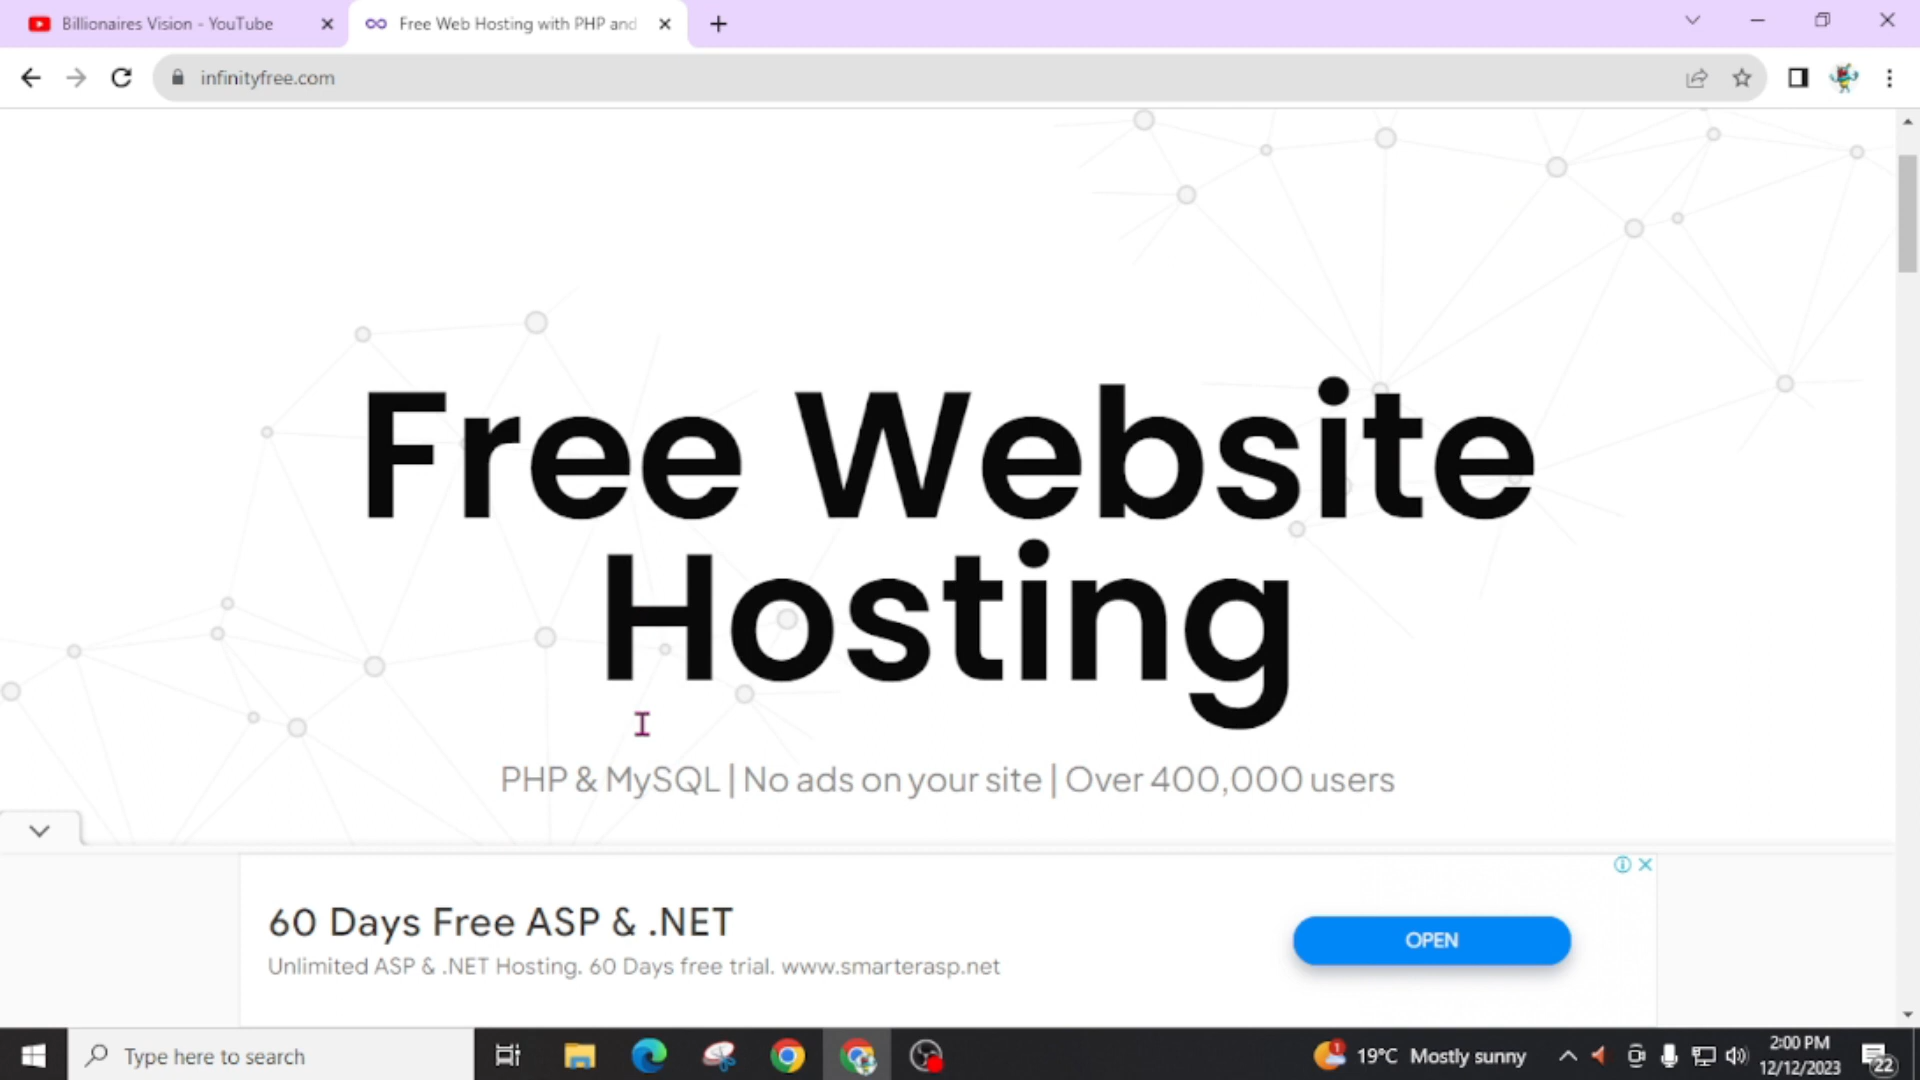 Billionaires Vision - YouTube
Free Web Hosting with PHP and
infinityfree.com
Free Website
Hosting
PHP & MySQL | No ads on your site | Over 400,000 users
60 Days Free ASP & .NET
Unlimited ASP & .NET Hosting. 60 Days free trial. www.smarterasp.net
OPEN
Type here to search
1
19°C Mostly sunny
2:00 PM
12/12/2023
22